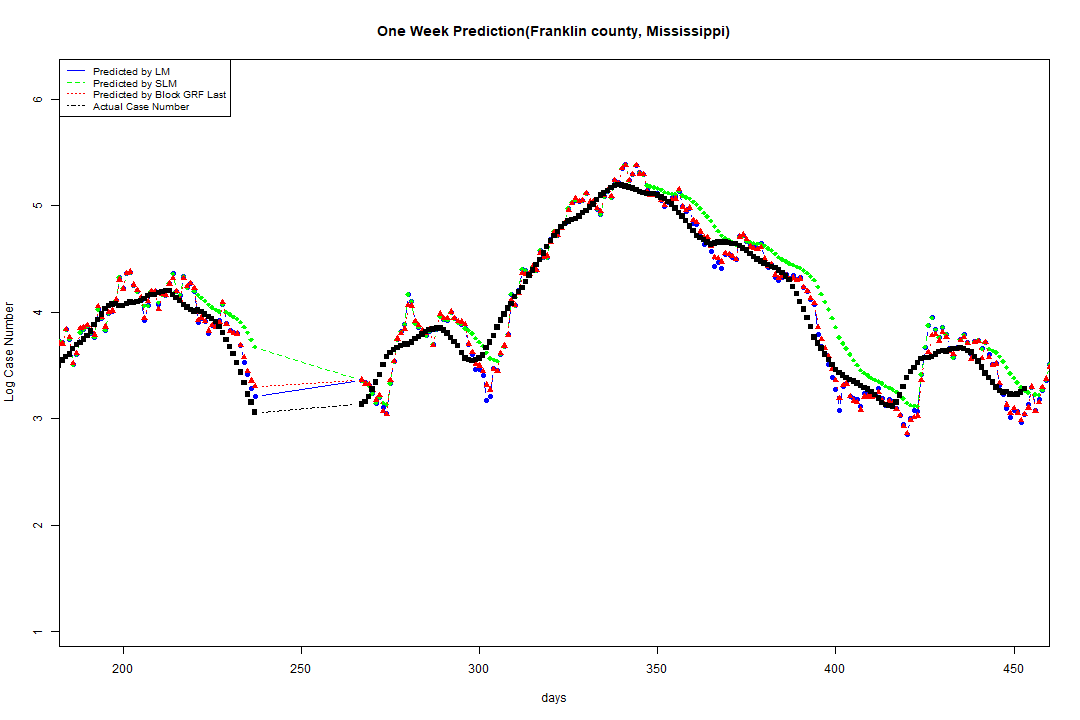 One Week Prediction(Franklin county, Mississippi)
Predicted by LM
Predicted by SLM
Predicted by Block GRF Last
Actual Case Number
Log Case Number
6
5
4
3
2
1
200
250
300
350
400
450
days